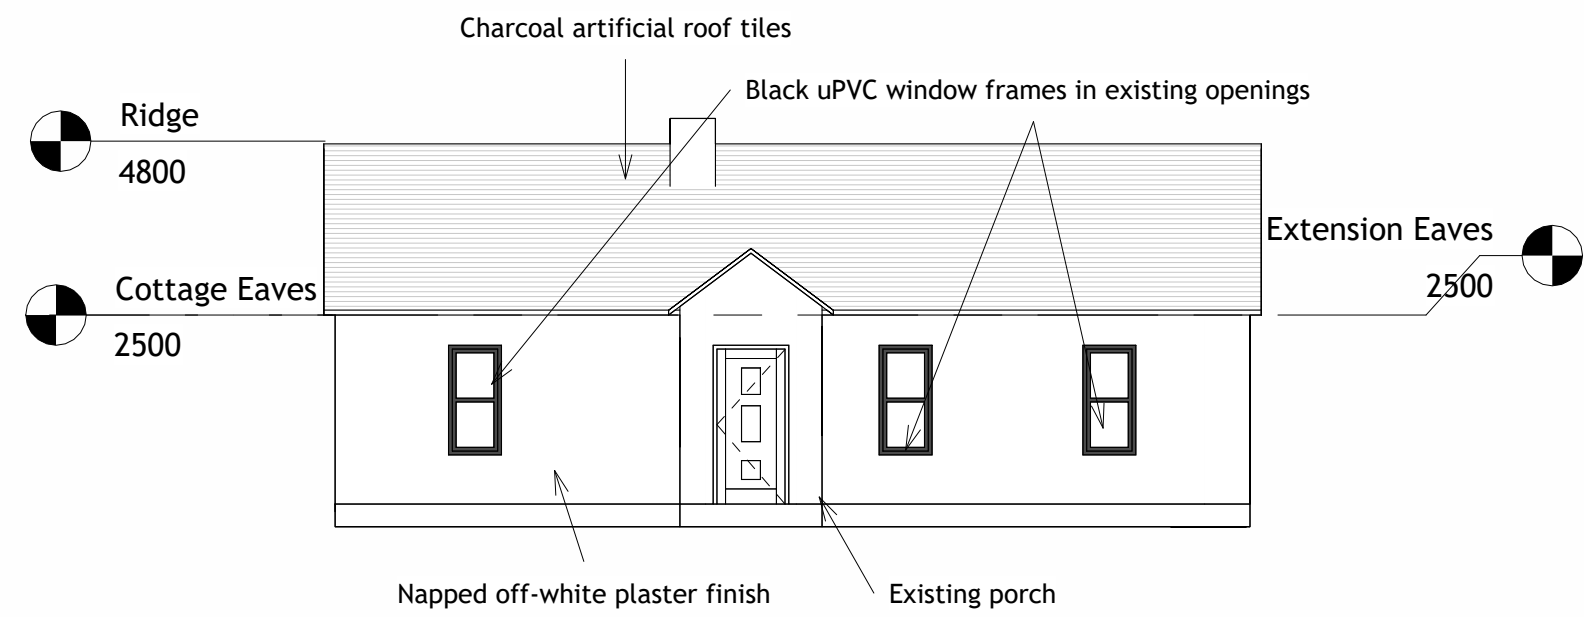 Charcoal artificial roof tiles
Black uPVC window frames in existing openings
Ridge
4800
Extension Eaves
2500
Cottage Eaves
2500
Napped off-white plaster finish
Existing porch